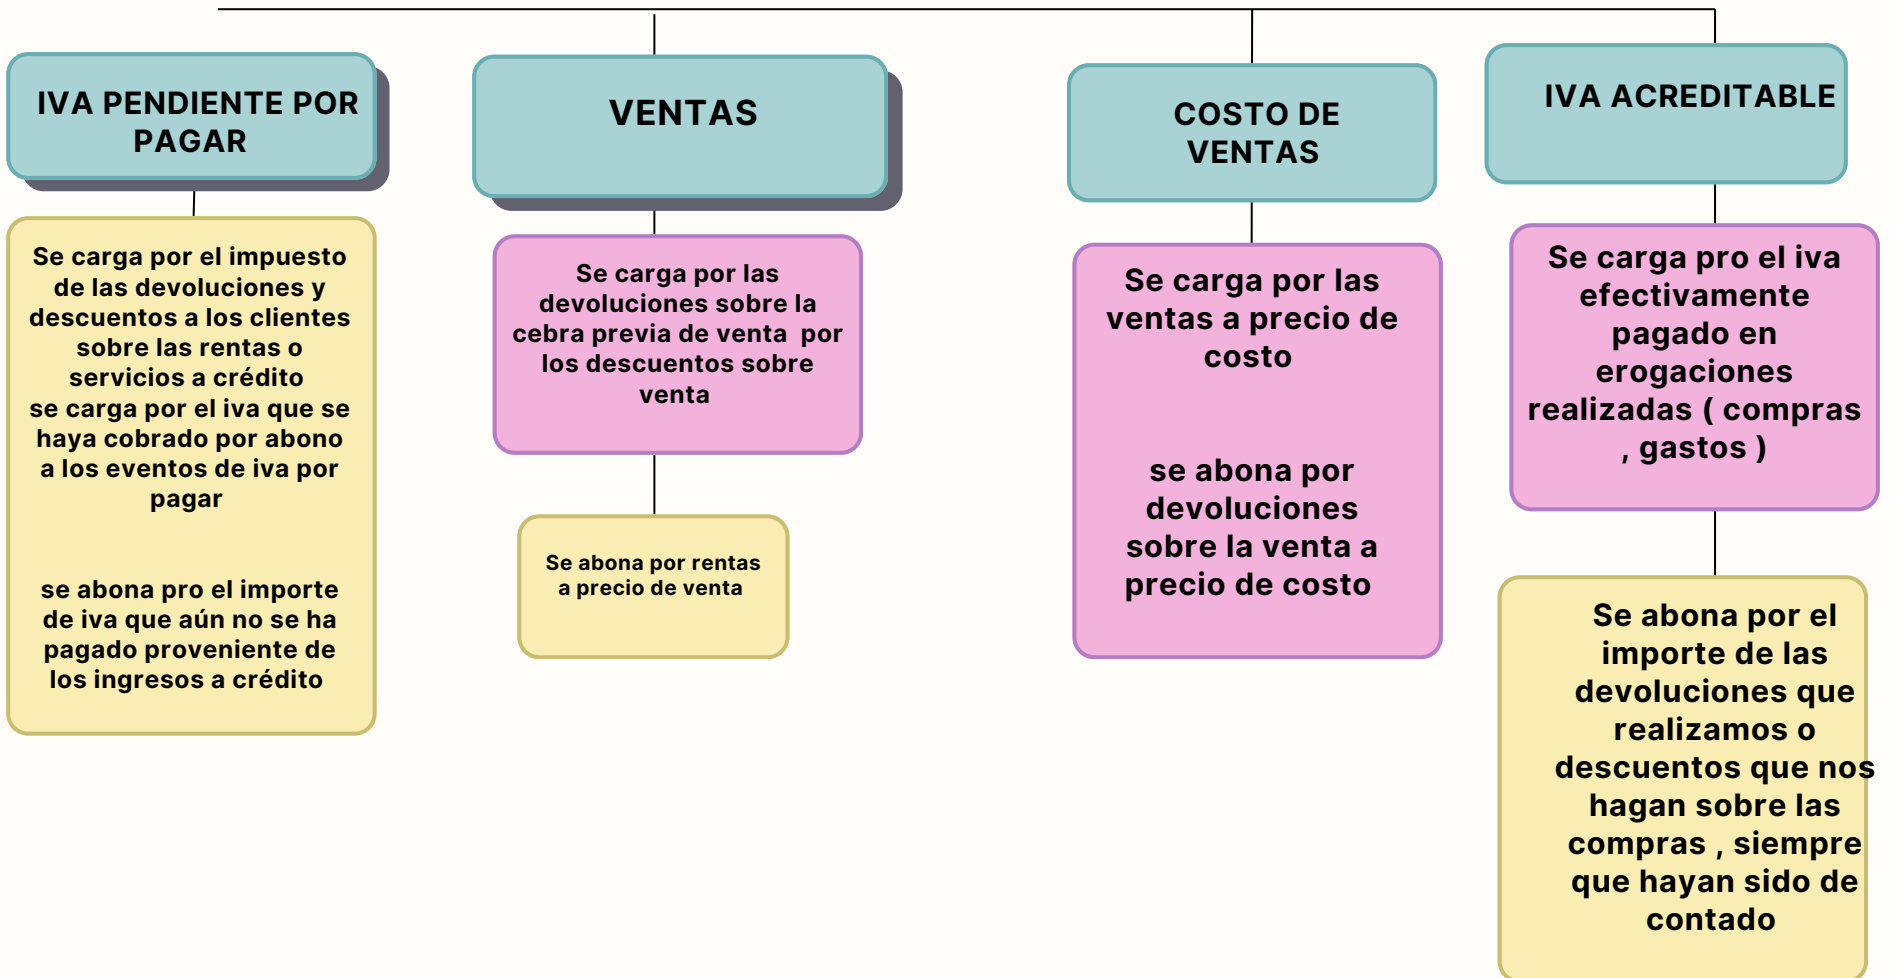 IVA PENDIENTE POR
PAGAR
Se carga por el impuesto
de las devoluciones y
descuentos a los clientes
sobre las rentas o
servicios a crédito
se carga por el iva que se
haya cobrado por abono
a los eventos de iva por
pagar
se abona pro el importe
de iva que aún no se ha
pagado proveniente de
los ingresos a crédito
VENTAS
Se carga por las
devoluciones sobre la
cebra previa de venta por
los descuentos sobre
venta
Se abona por rentas
a precio de venta
COSTO DE
VENTAS
Se carga por las
ventas a precio de
costo
se abona por
devoluciones
sobre la venta a
precio de costo
IVA ACREDITABLE
Se carga pro el iva
efectivamente
pagado en
erogaciones
realizadas ( compras
, gastos )
Se abona por el
importe de las
devoluciones que
realizamos o
descuentos que nos
hagan sobre las
compras , siempre
que hayan sido de
contado